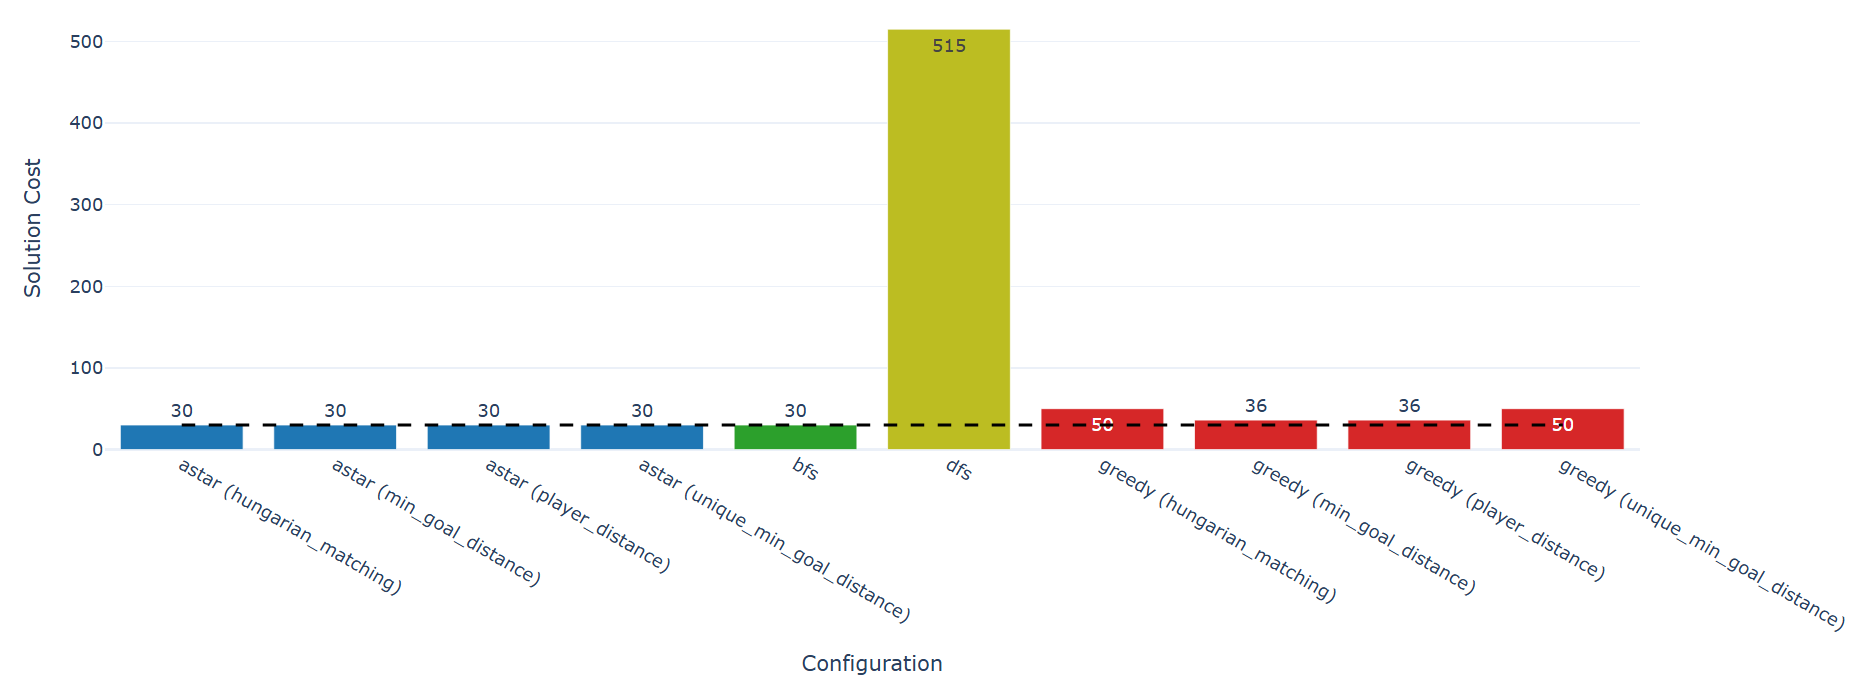 Solution Cost
500
400
300
200
100
0
30
30
30
30
30
515
50
36
36
50
astar (hungarian_matching)
astar (min_goal_distance)
astar (player_distance)
astar (unique_min_goal_distance)
bfs
dfs
greedy (hungarian_matching)
greedy (min_goal_distance)
greedy (player_distance)
greedy (unique_min_goal_distance)
Configuration